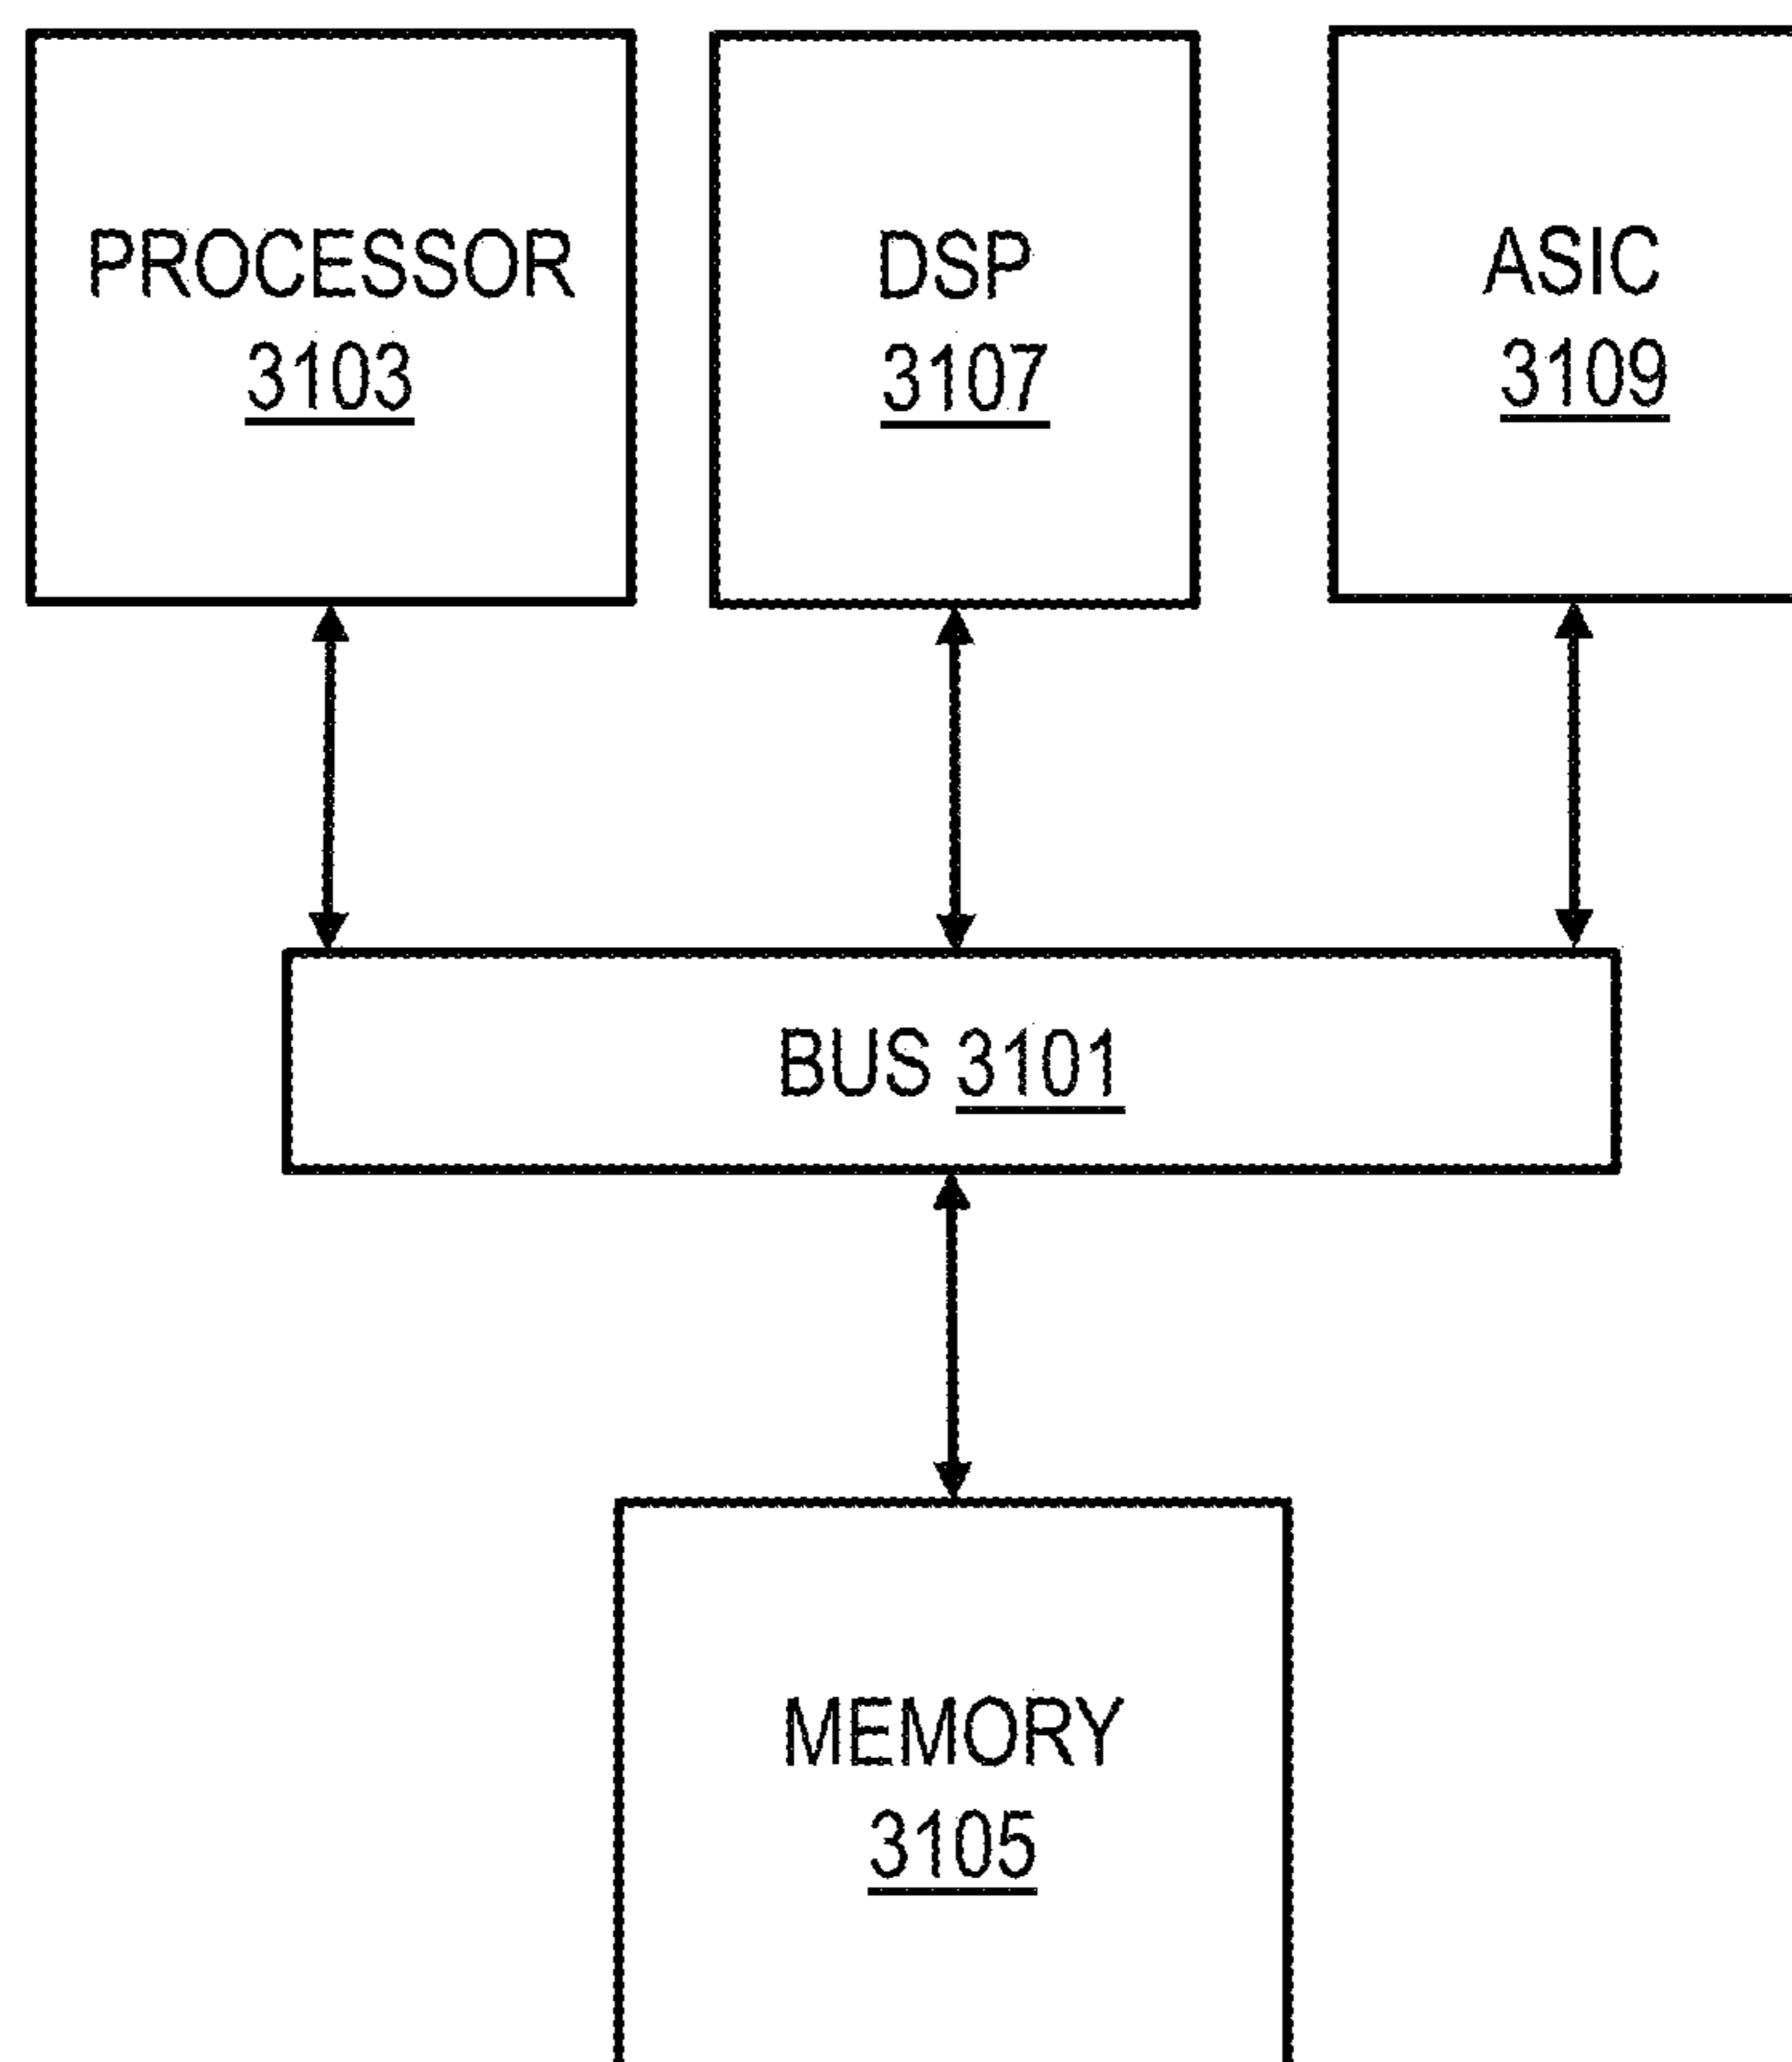 PROCESSOR
3103
DSP
3107
ASIC
3109
BUS 3101
MEMORY
3105